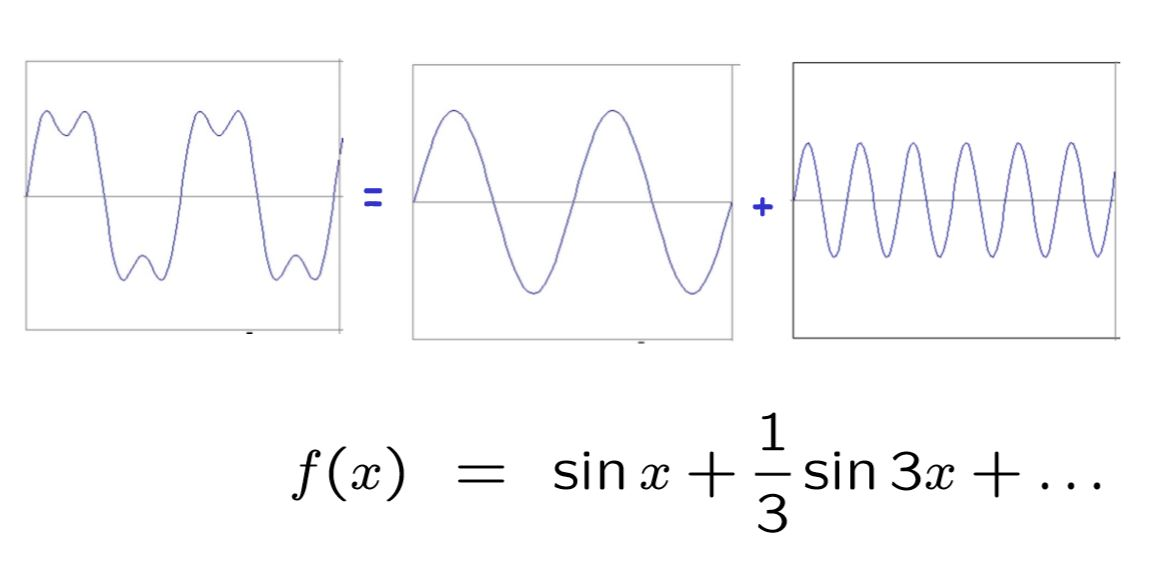 = +
f(x) = sin x + 1/3 sin 3x + ...